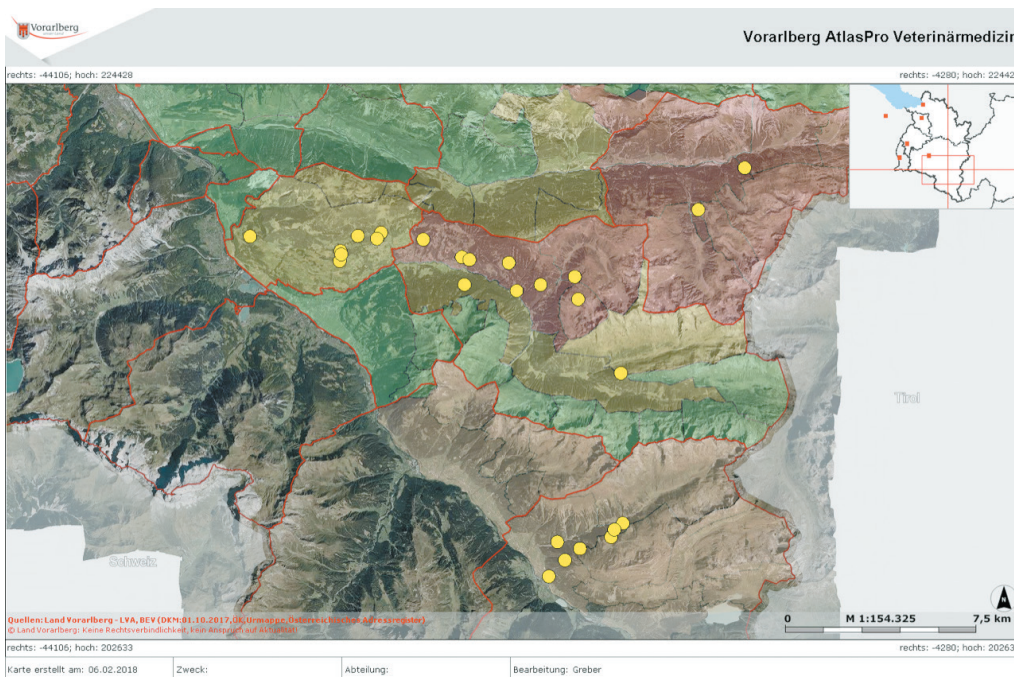 Vorarlberg
Vorarlberg AtlasPro Veterinärmedizin
rechts: -44106; hoch: 224428
rechts: -4280; hoch: 22442
Tirol
Schweiz
Quellen: Land Vorarlberg - LVA, BEV (DKM:01.10.2017,
© Land Vorarlberg: Keine Rechtsverbindlichkeit, kein Anspruch auf Aktualität
0 M 1:154.325 7,5 km
rechts: -44106; hoch: 202633
rechts: -4280; hoch: 20263
Karte erstellt am: 06.02.2018 Zweck: Abteilung: Bearbeitung: Greber